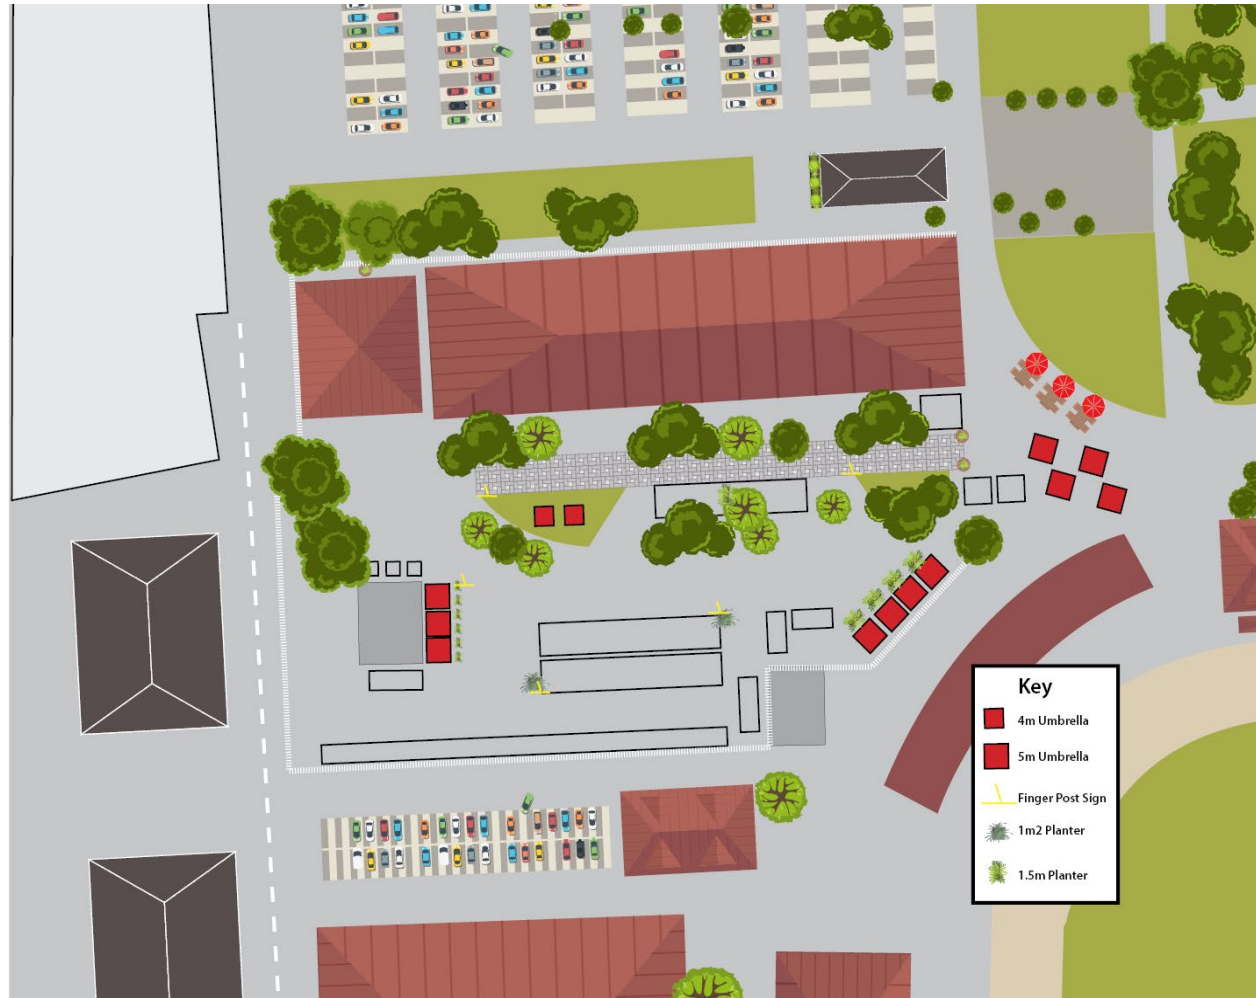 Key
4m Umbrella
5m Umbrella
Finger Post Sign
1m2 Planter
1.5m Planter